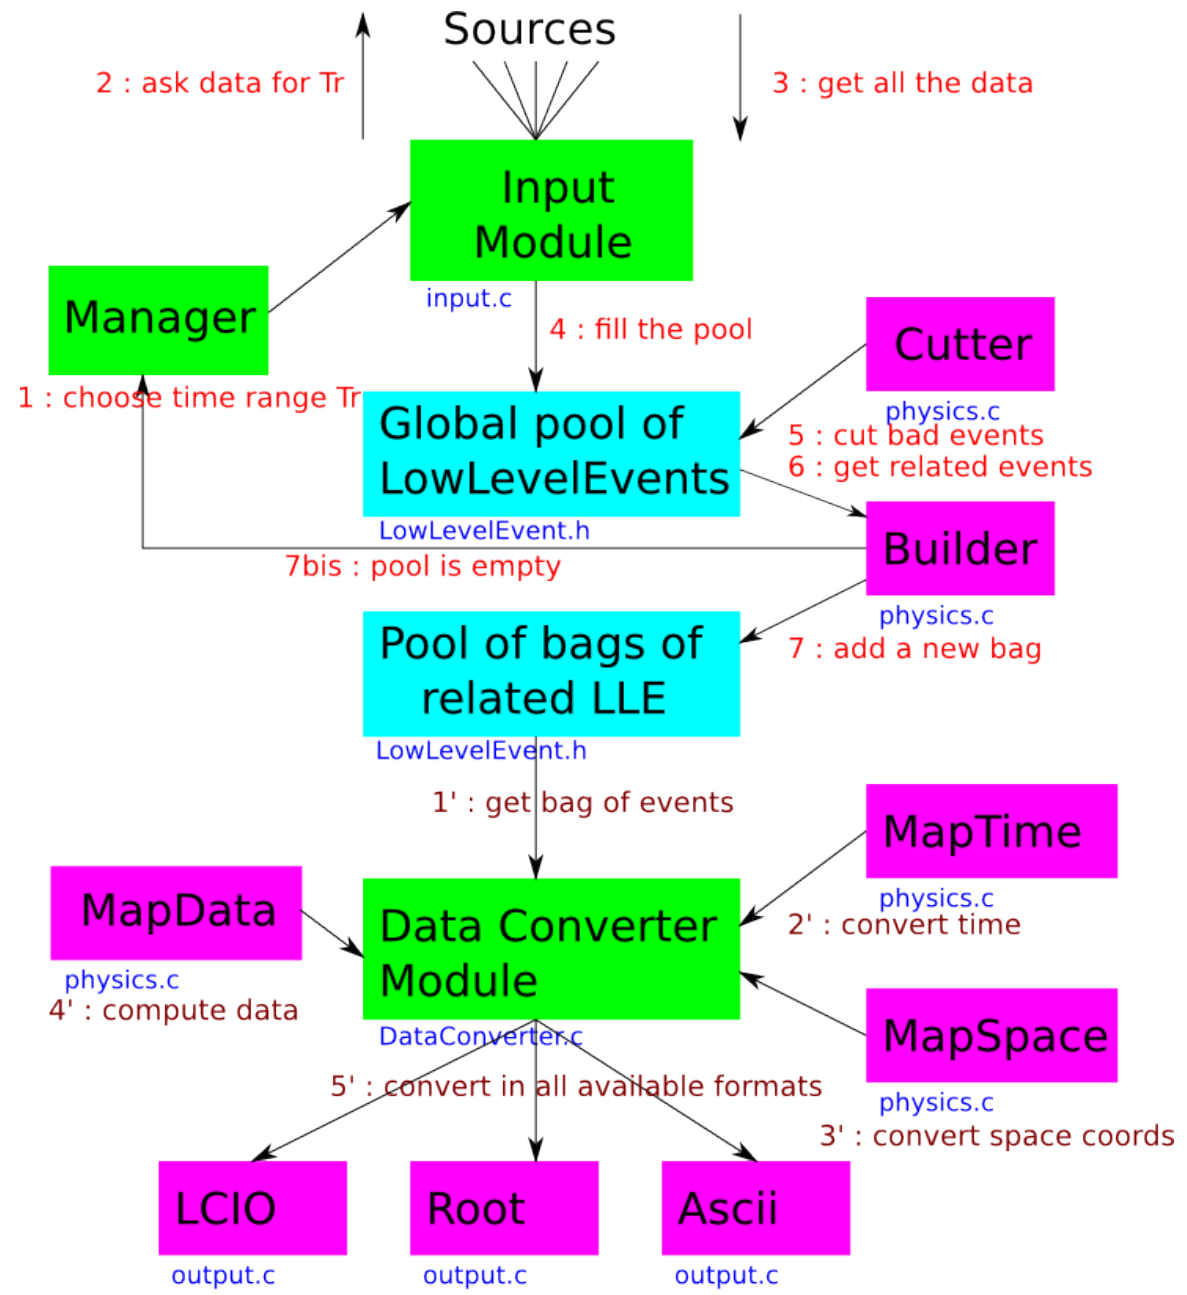 Sources
2 : ask data for Tr
3 : get all the data
Input
Module
input.c
Manager
1 : choose time range Tr
4 : fill the pool
Cutter
physics.c
5 : cut bad events
6 : get related events
Global pool of
LowLevelEvents
LowLevelEvent.h
Builder
physics.c
7bis : pool is empty
7 : add a new bag
Pool of bags of
related LLE
LowLevelEvent.h
1' : get bag of events
MapTime
physics.c
2' : convert time
MapData
physics.c
4' : compute data
Data Converter
Module
DataConverter.c
MapSpace
physics.c
3' : convert space coords
5' : convert in all available formats
LCIO
output.c
Root
output.c
Ascii
output.c